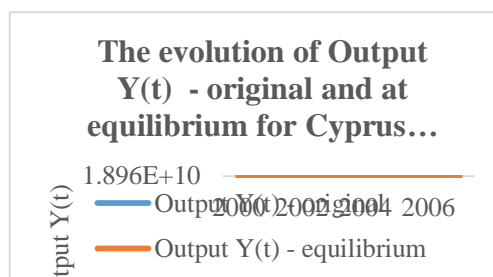 The evolution of Output
Y(t) - original and at
equilibrium for Cyprus…
1.896E+10
2000 2002 2004 2006
Output Y(t) - original
Output Y(t) - equilibrium
tput Y(t)